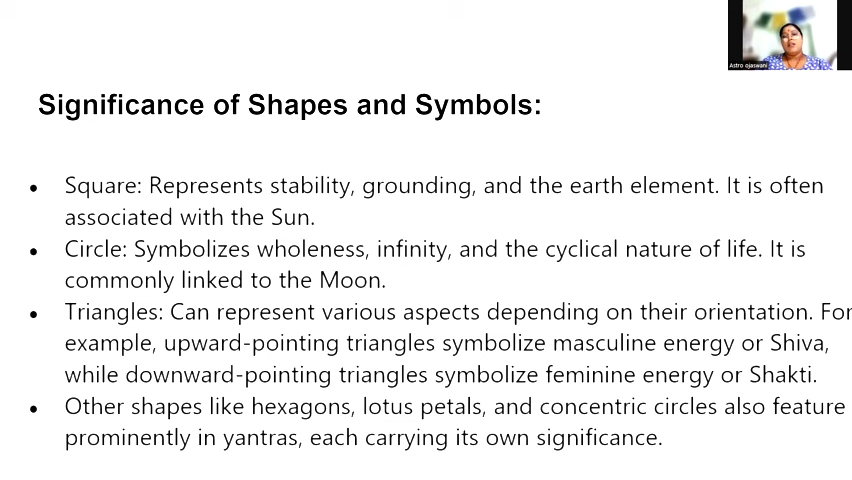 Astro ojaswani
Significance of Shapes and Symbols:
• Square: Represents stability, grounding, and the earth element. It is often
associated with the Sun.
• Circle: Symbolizes wholeness, infinity, and the cyclical nature of life. It is
commonly linked to the Moon.
• Triangles: Can represent various aspects depending on their orientation. For
example, upward-pointing triangles symbolize masculine energy or Shiva,
while downward-pointing triangles symbolize feminine energy or Shakti.
• Other shapes like hexagons, lotus petals, and concentric circles also feature
prominently in yantras, each carrying its own significance.